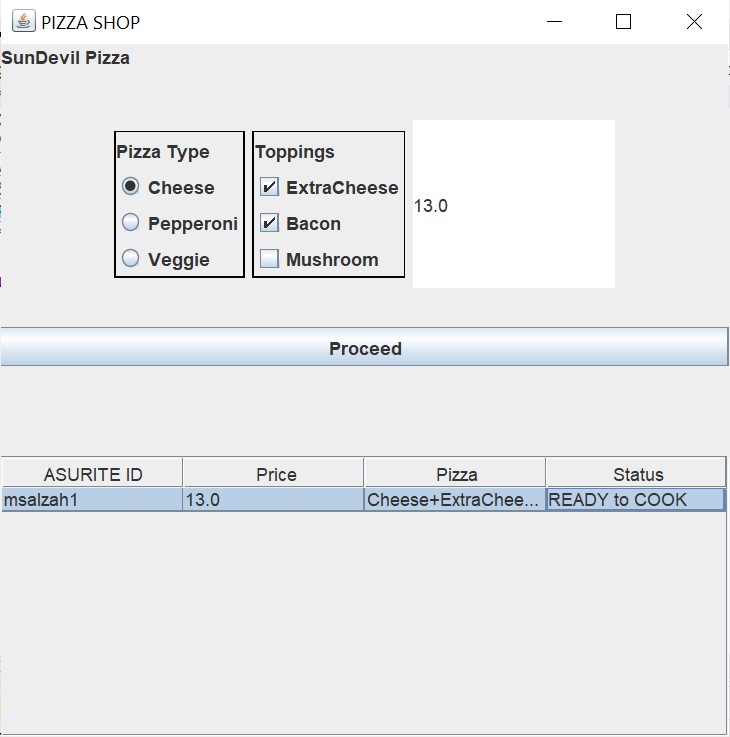 PIZZA SHOP
SunDevil Pizza
Pizza Type
Cheese
Pepperoni
Veggie
Toppings
ExtraCheese
Bacon
Mushroom
13.0
Proceed
ASURITE ID Price Pizza Status
msalzah1 13.0 Cheese+ExtraChee... READY to COOK